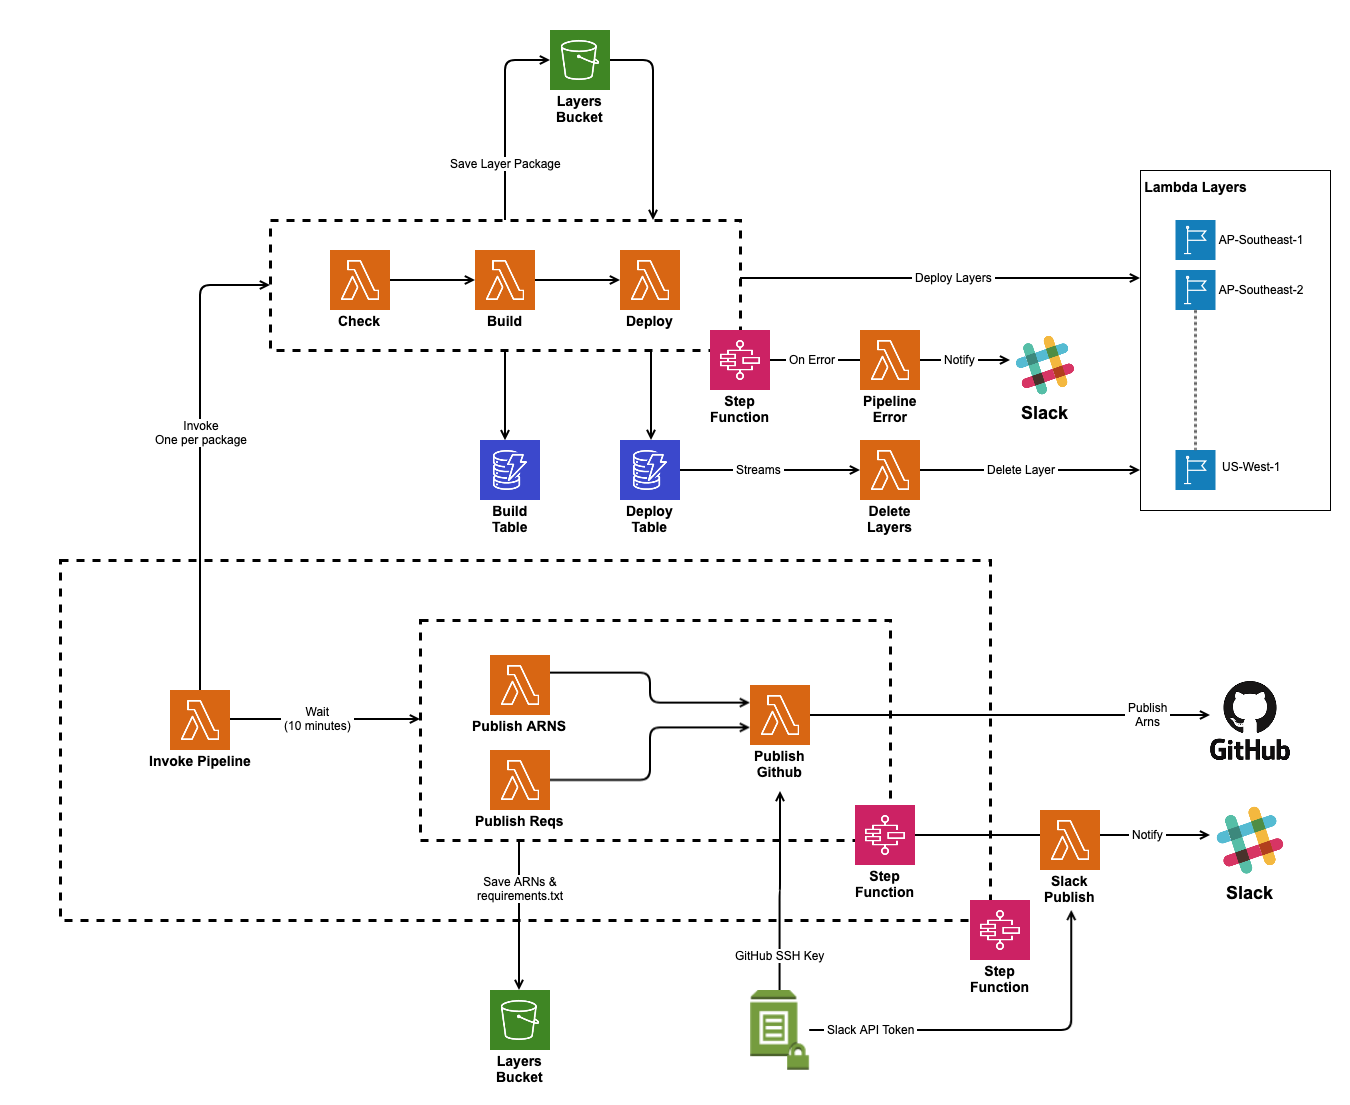 Layers
Bucket
Save Layer Package
Lambda Layers
AP-Southeast-1
AP-Southeast-2
US-West-1
Check
Build
Deploy
Deploy Layers
Step
Function
On Error
Pipeline
Error
Notify
Slack
Invoke
One per package
Build
Table
Deploy
Table
Streams
Delete
Layers
Delete Layer
Invoke Pipeline
Wait
(10 minutes)
Publish ARNS
Publish Reqs
Publish
Github
Publish
Arns
GitHub
Step
Function
Slack
Publish
Notify
Slack
Save ARNs &
requirements.txt
Step
Function
GitHub SSH Key
Slack API Token
Layers
Bucket